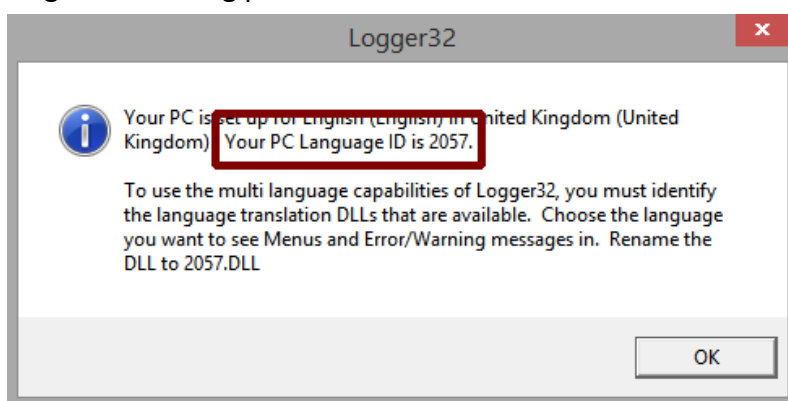 Logger32
Your PC is set up for English (English) in United Kingdom (United
Kingdom) Your PC Language ID is 2057.
To use the multi language capabilities of Logger32, you must identify
the language translation DLLs that are available. Choose the language
you want to see Menus and Error/Warning messages in. Rename the
DLL to 2057.DLL
OK